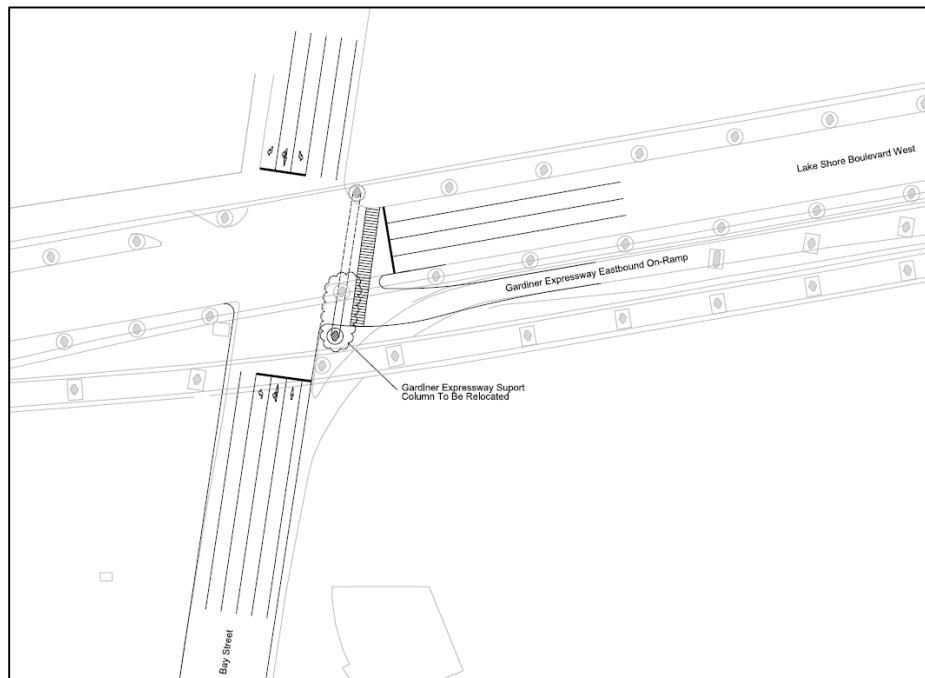 Lake Shore Boulevard West
Gardiner Expressway Eastbound On-Ramp
Gardiner Expressway Suport
Column To Be Relocated
Bay Street